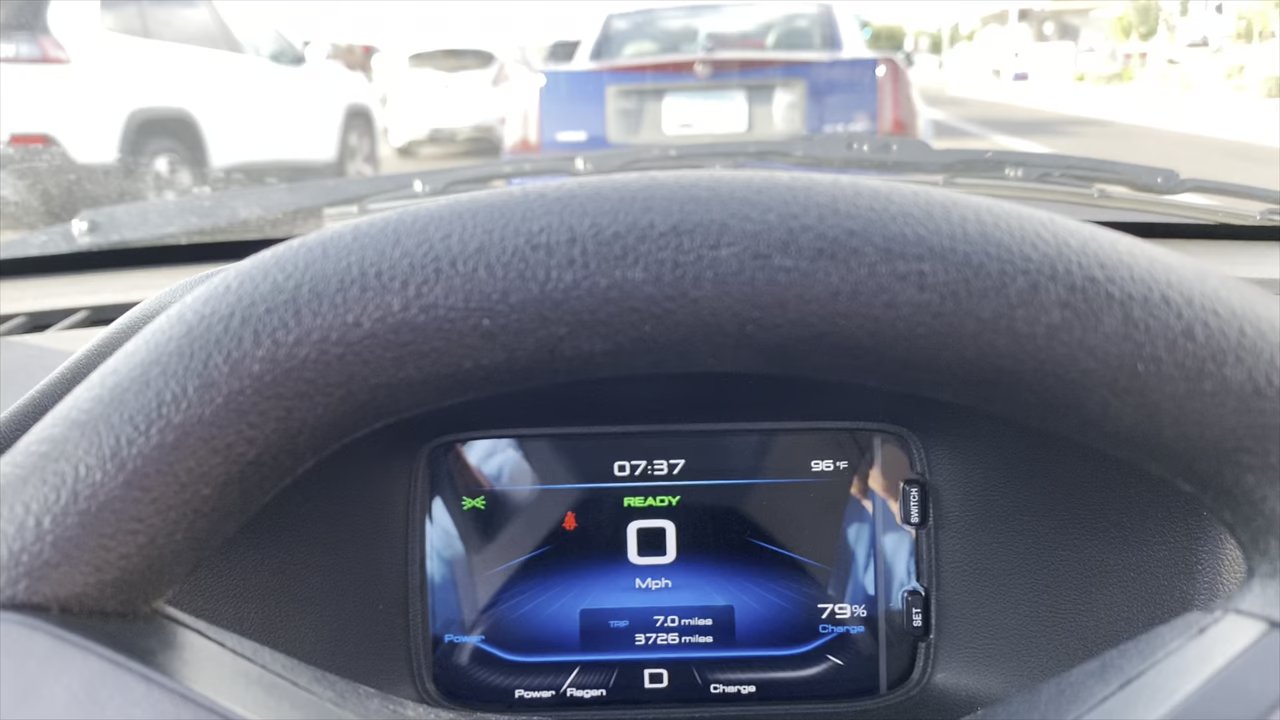 07:37
96°F
READY
SWITCH
0
Mph
TRIP 7.0 miles
79%
3726 miles
Charge
SET
Power
D
Power Regen
Charge